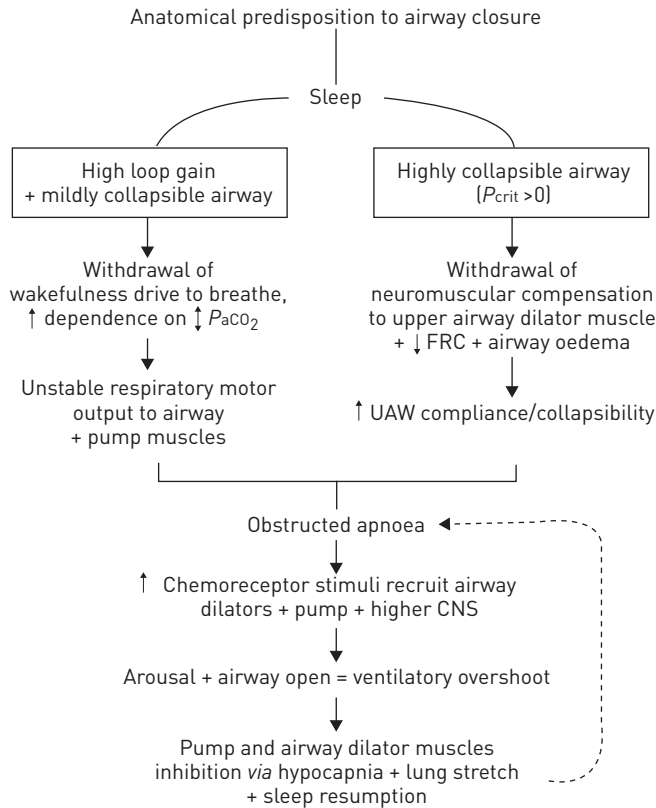 Anatomical predisposition to airway closure
Sleep
High loop gain
+ mildly collapsible airway
Highly collapsible airway
(Pcrit >0)
Withdrawal of
wakefulness drive to breathe,
↑ dependence on ↕ PaCO2
Withdrawal of
neuromuscular compensation
to upper airway dilator muscle
+ ↓ FRC + airway oedema
Unstable respiratory motor
output to airway
+ pump muscles
↑ UAW compliance/collapsibility
Obstructed apnoea
↑ Chemoreceptor stimuli recruit airway
dilators + pump + higher CNS
Arousal + airway open = ventilatory overshoot
Pump and airway dilator muscles
inhibition via hypocapnia + lung stretch
+ sleep resumption